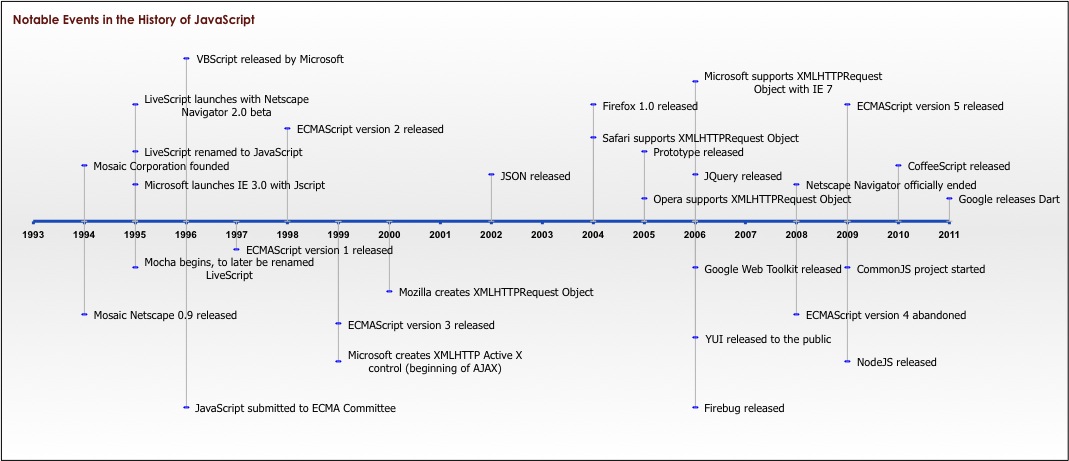 Notable Events in the History of JavaScript
VBScript released by Microsoft
Microsoft supports XMLHTTPRequest
Object with IE 7
LiveScript launches with Netscape
Navigator 2.0 beta
Firefox 1.0 released
ECMAScript version 5 released
ECMAScript version 2 released
Safari supports XMLHTTPRequest Object
LiveScript renamed to JavaScript
Prototype released
Mosaic Corporation founded
CoffeeScript released
JSON released
JQuery released
Microsoft launches IE 3.0 with Jscript
Netscape Navigator officially ended
Opera supports XMLHTTPRequest Object
Google releases Dart
1993 1994 1995 1996 1997 1998 1999 2000 2001 2002 2003 2004 2005 2006 2007 2008 2009 2010 2011
ECMAScript version 1 released
Mocha begins, to later be renamed
LiveScript
Google Web Toolkit released
CommonJS project started
Mozilla creates XMLHTTPRequest Object
Mosaic Netscape 0.9 released
ECMAScript version 4 abandoned
ECMAScript version 3 released
YUI released to the public
Microsoft creates XMLHTTP Active X
control (beginning of AJAX)
NodeJS released
JavaScript submitted to ECMA Committee
Firebug released